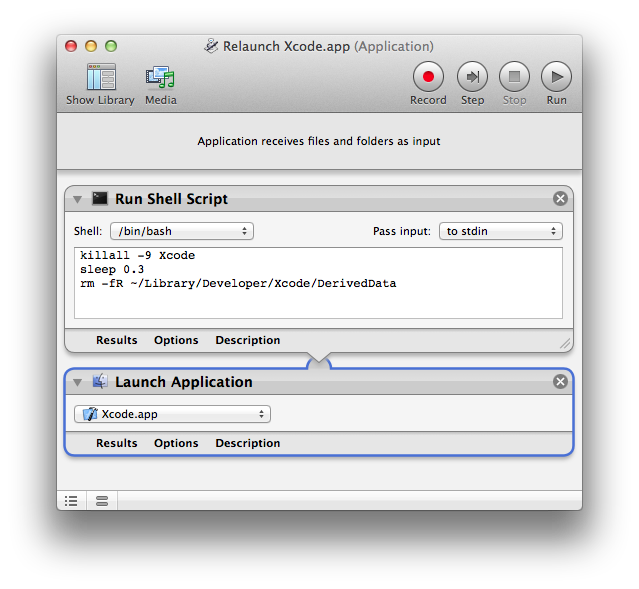 Relaunch Xcode.app (Application)
Show Library Media Record Step Stop Run
Application receives files and folders as input
Run Shell Script
Shell: /bin/bash Pass input: to stdin
killall -9 Xcode
sleep 0.3
rm -fR ~/Library/Developer/Xcode/DerivedData
Results Options Description
Launch Application
Xcode.app
Results Options Description